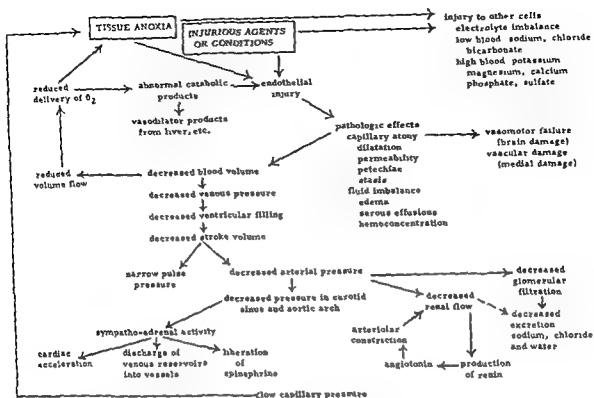 TISSUE ANOXIA
INJURIOUS AGENTS
OR CONDITIONS
injury to other cells
electrolyte imbalance
low blood sodium, chloride
bicarbonate
high blood potassium
magnesium, calcium
phosphate, sulfate
reduced
delivery of O2
abnormal catabolic
products
endothelial
injury
vasodilator products
from liver, etc.
pathologic effects
capillary atony
dilatation
permeability
petechiae
stasis
fluid imbalance
edema
serous effusions
hemoconcentration
vasomotor failure
(brain damage)
vascular damage
(medial damage)
reduced
volume flow
decreased blood volume
decreased venous pressure
decreased ventricular filling
decreased stroke volume
narrow pulse
pressure
decreased arterial pressure
decreased
glomerular
filtration
decreased pressure in carotid
sinus and aortic arch
decreased
renal flow
decreased
excretion
sodium, chloride
and water
sympatho-adrenal activity
arteriolar
constriction
cardiac
acceleration
discharge of
venous reservoirs
into vessels
liberation
of
epinephrine
angiotonin
production
of renin
flow capillary pressure